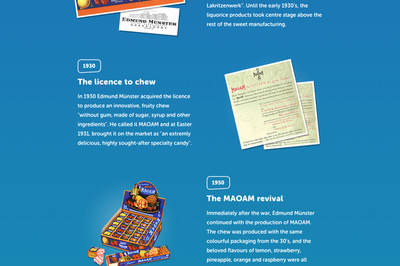 EDMUND MÜNSTER
Lakritzenwerk". Until the early 1930's, the
liquorice products took centre stage above the
rest of the sweet manufacturing.
1930
The licence to chew
In 1930 Edmund Münster acquired the licence
to produce an innovative, fruity chew
"without gum, made of sugar, syrup and other
ingredients". He called it MAOAM and at Easter
1931, brought it on the market as "an extremely
delicious, highly sought-after specialty candy".
1950
The MAOAM revival
Immediately after the war, Edmund Münster
continued with the production of MAOAM.
The chew was produced with the same
colourful packaging from the 30's, and the
beloved flavours of lemon, strawberry,
pineapple, orange and raspberry were all
MAOAM